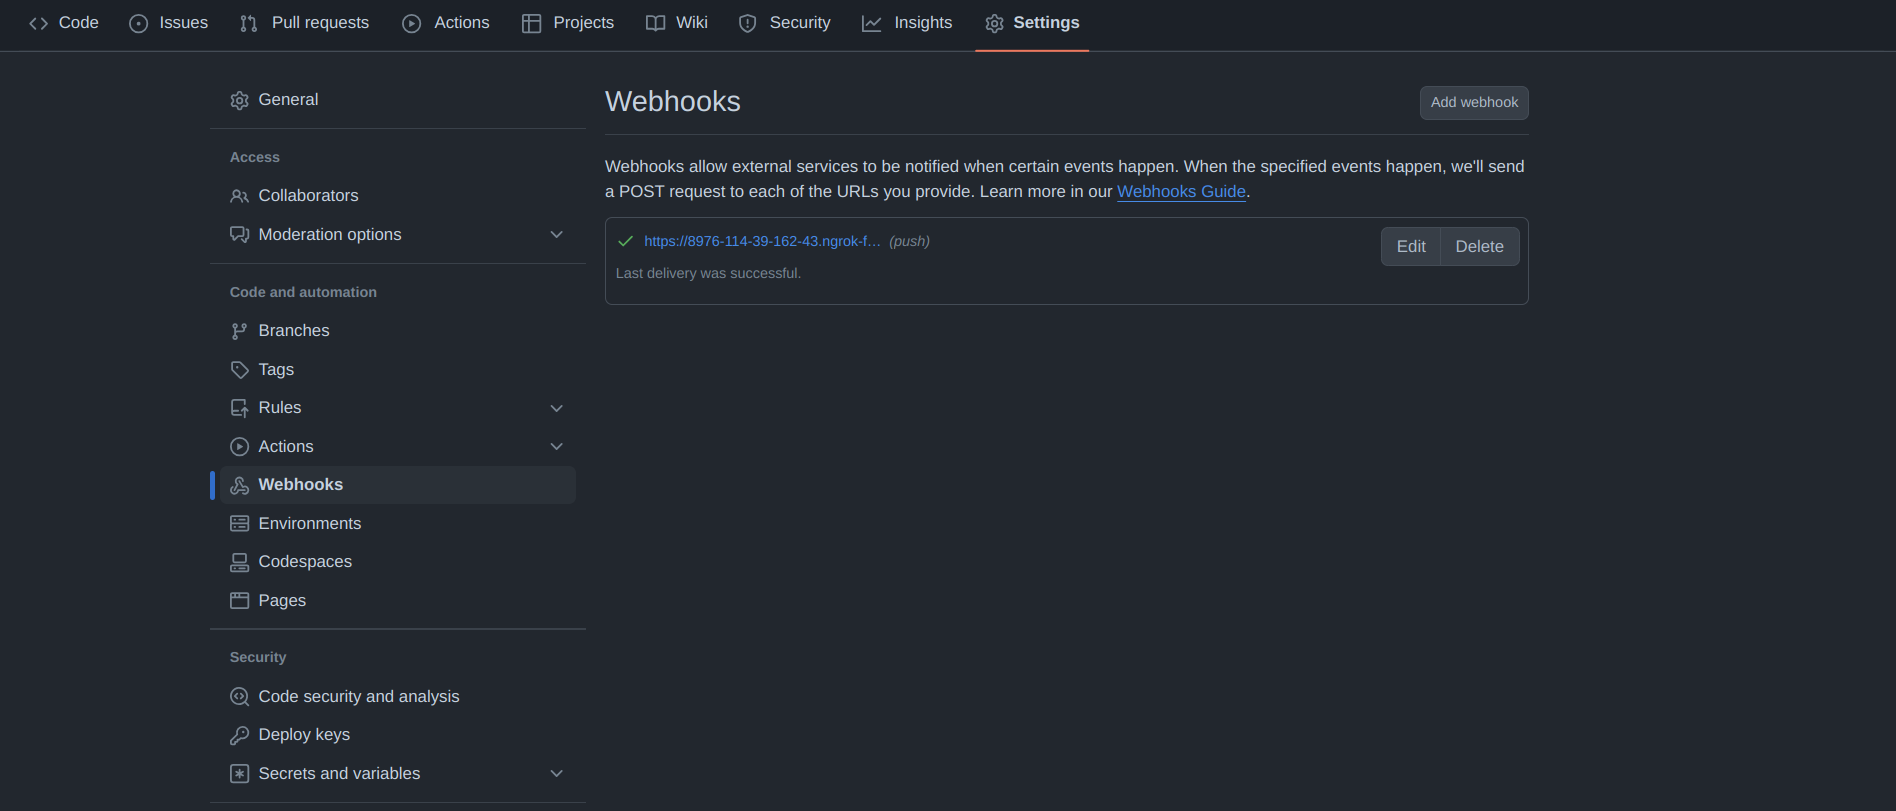 Code Issues Pull requests Actions Projects Wiki Security Insights Settings
General
Access
Collaborators
Moderation options
Code and automation
Branches
Tags
Rules
Actions
Webhooks
Environments
Codespaces
Pages
Security
Code security and analysis
Deploy keys
Secrets and variables
Webhooks
Add webhook
Webhooks allow external services to be notified when certain events happen. When the specified events happen, we'll send
a POST request to each of the URLs you provide. Learn more in our Webhooks Guide.
https://8976-114-39-162-43.ngrok-f… (push)
Edit Delete
Last delivery was successful.